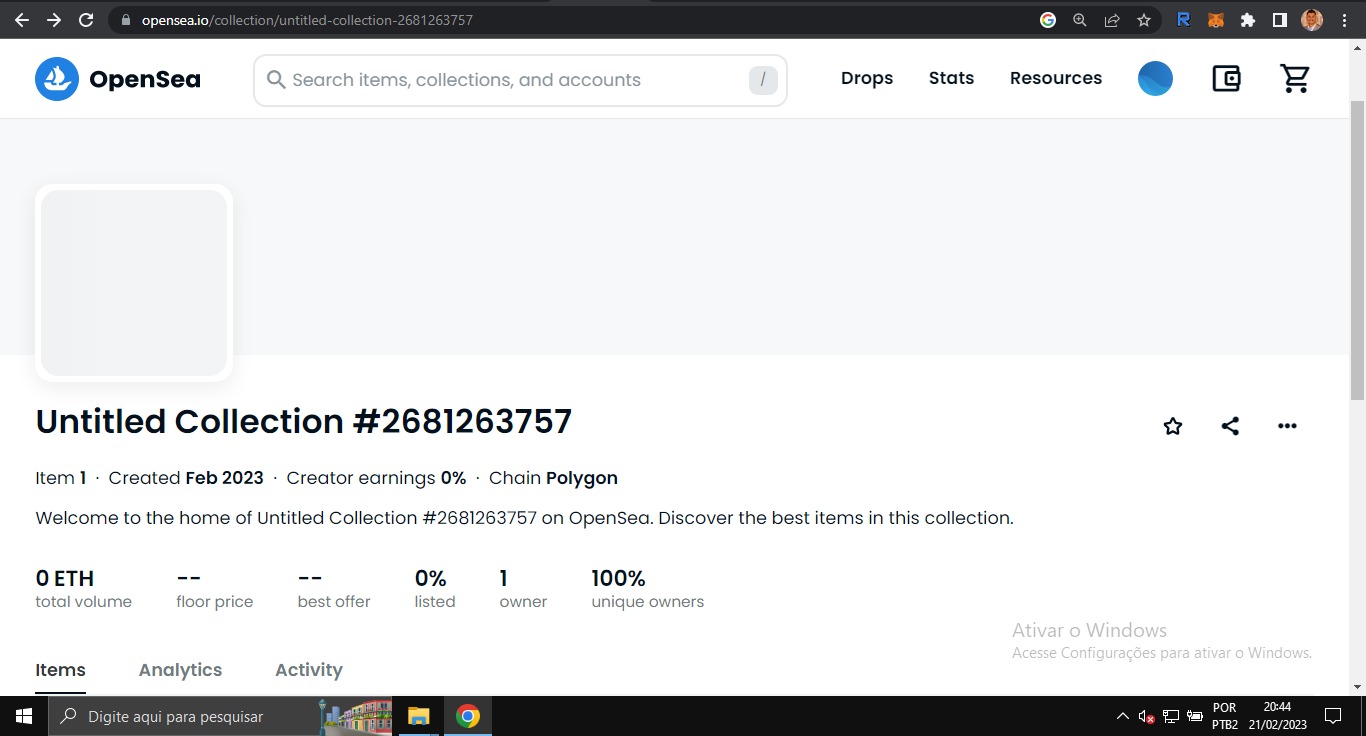 opensea.io/collection/untitled-collection-2681263757
OpenSea
Search items, collections, and accounts
/
Drops
Stats
Resources
Untitled Collection #2681263757
Item 1 · Created Feb 2023 · Creator earnings 0% · Chain Polygon
Welcome to the home of Untitled Collection #2681263757 on OpenSea. Discover the best items in this collection.
0 ETH
total volume
--
floor price
--
best offer
0%
listed
1
owner
100%
unique owners
Ativar o Windows
Acesse Configurações para ativar o Windows.
Items
Analytics
Activity
Digite aqui para pesquisar
POR
PTB2
20:44
21/02/2023